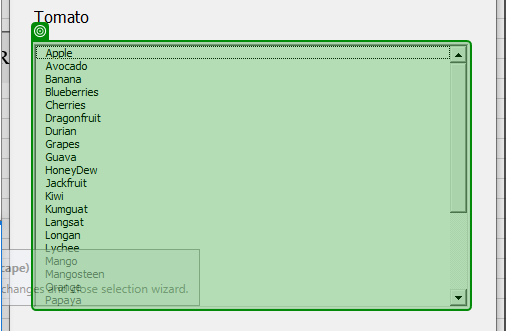 Tomato
R
Apple
Avocado
Banana
Blueberries
Cherries
Dragonfruit
Durian
Grapes
Guava
HoneyDew
Jackfruit
Kiwi
Kumguat
Langsat
Longan
Lychee
Mango
cape)
Mangosteen
changes and close selection wizard.
Orange
Papaya